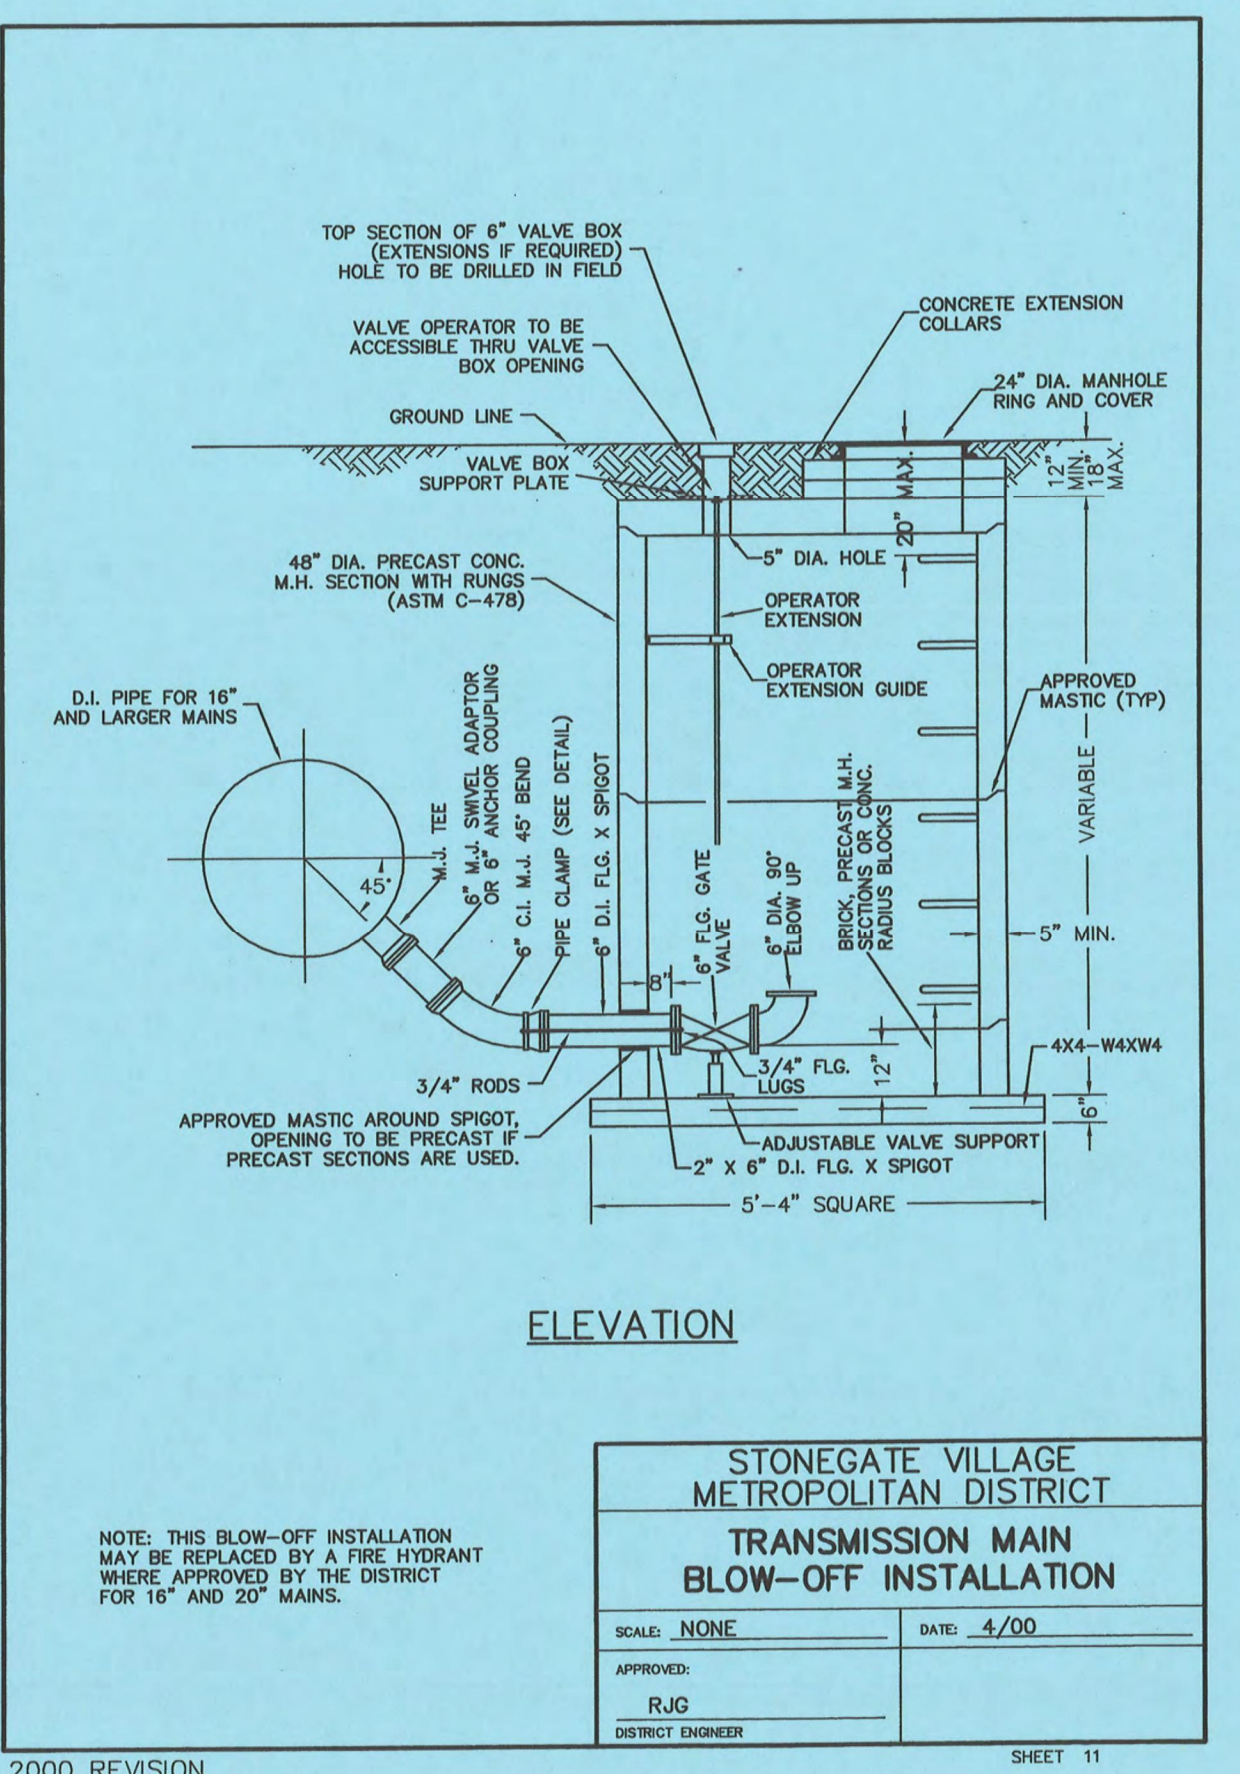 TOP SECTION OF 6" VALVE BOX
(EXTENSIONS IF REQUIRED)
HOLE TO BE DRILLED IN FIELD
VALVE OPERATOR TO BE
ACCESSIBLE THRU VALVE
BOX OPENING
GROUND LINE
VALVE BOX
SUPPORT PLATE
CONCRETE EXTENSION
COLLARS
24" DIA. MANHOLE
RING AND COVER
12"
MIN.
18"
MAX.
20" MAX.
48" DIA. PRECAST CONC.
M.H. SECTION WITH RUNGS
(ASTM C-478)
5" DIA. HOLE
OPERATOR
EXTENSION
OPERATOR
EXTENSION GUIDE
APPROVED
MASTIC (TYP)
D.I. PIPE FOR 16"
AND LARGER MAINS
45°
M.J. TEE
6" M.J. SWIVEL ADAPTOR
OR 6" ANCHOR COUPLING
6" C.I. M.J. 45° BEND
PIPE CLAMP (SEE DETAIL)
6" D.I. FLG. X SPIGOT
8"
6" FLG. GATE
VALVE
6" DIA. 90°
ELBOW UP
BRICK, PRECAST M.H.
SECTIONS OR CONC.
RADIUS BLOCKS
VARIABLE
5" MIN.
4X4-W4XW4
3/4" RODS
3/4" FLG.
LUGS
12"
6"
APPROVED MASTIC AROUND SPIGOT,
OPENING TO BE PRECAST IF
PRECAST SECTIONS ARE USED.
ADJUSTABLE VALVE SUPPORT
2" X 6" D.I. FLG. X SPIGOT
5'-4" SQUARE
ELEVATION
NOTE: THIS BLOW-OFF INSTALLATION
MAY BE REPLACED BY A FIRE HYDRANT
WHERE APPROVED BY THE DISTRICT
FOR 16" AND 20" MAINS.
STONEGATE VILLAGE
METROPOLITAN DISTRICT
TRANSMISSION MAIN
BLOW-OFF INSTALLATION
SCALE: NONE
DATE: 4/00
APPROVED:
RJG
DISTRICT ENGINEER
SHEET 11
2000 REVISION